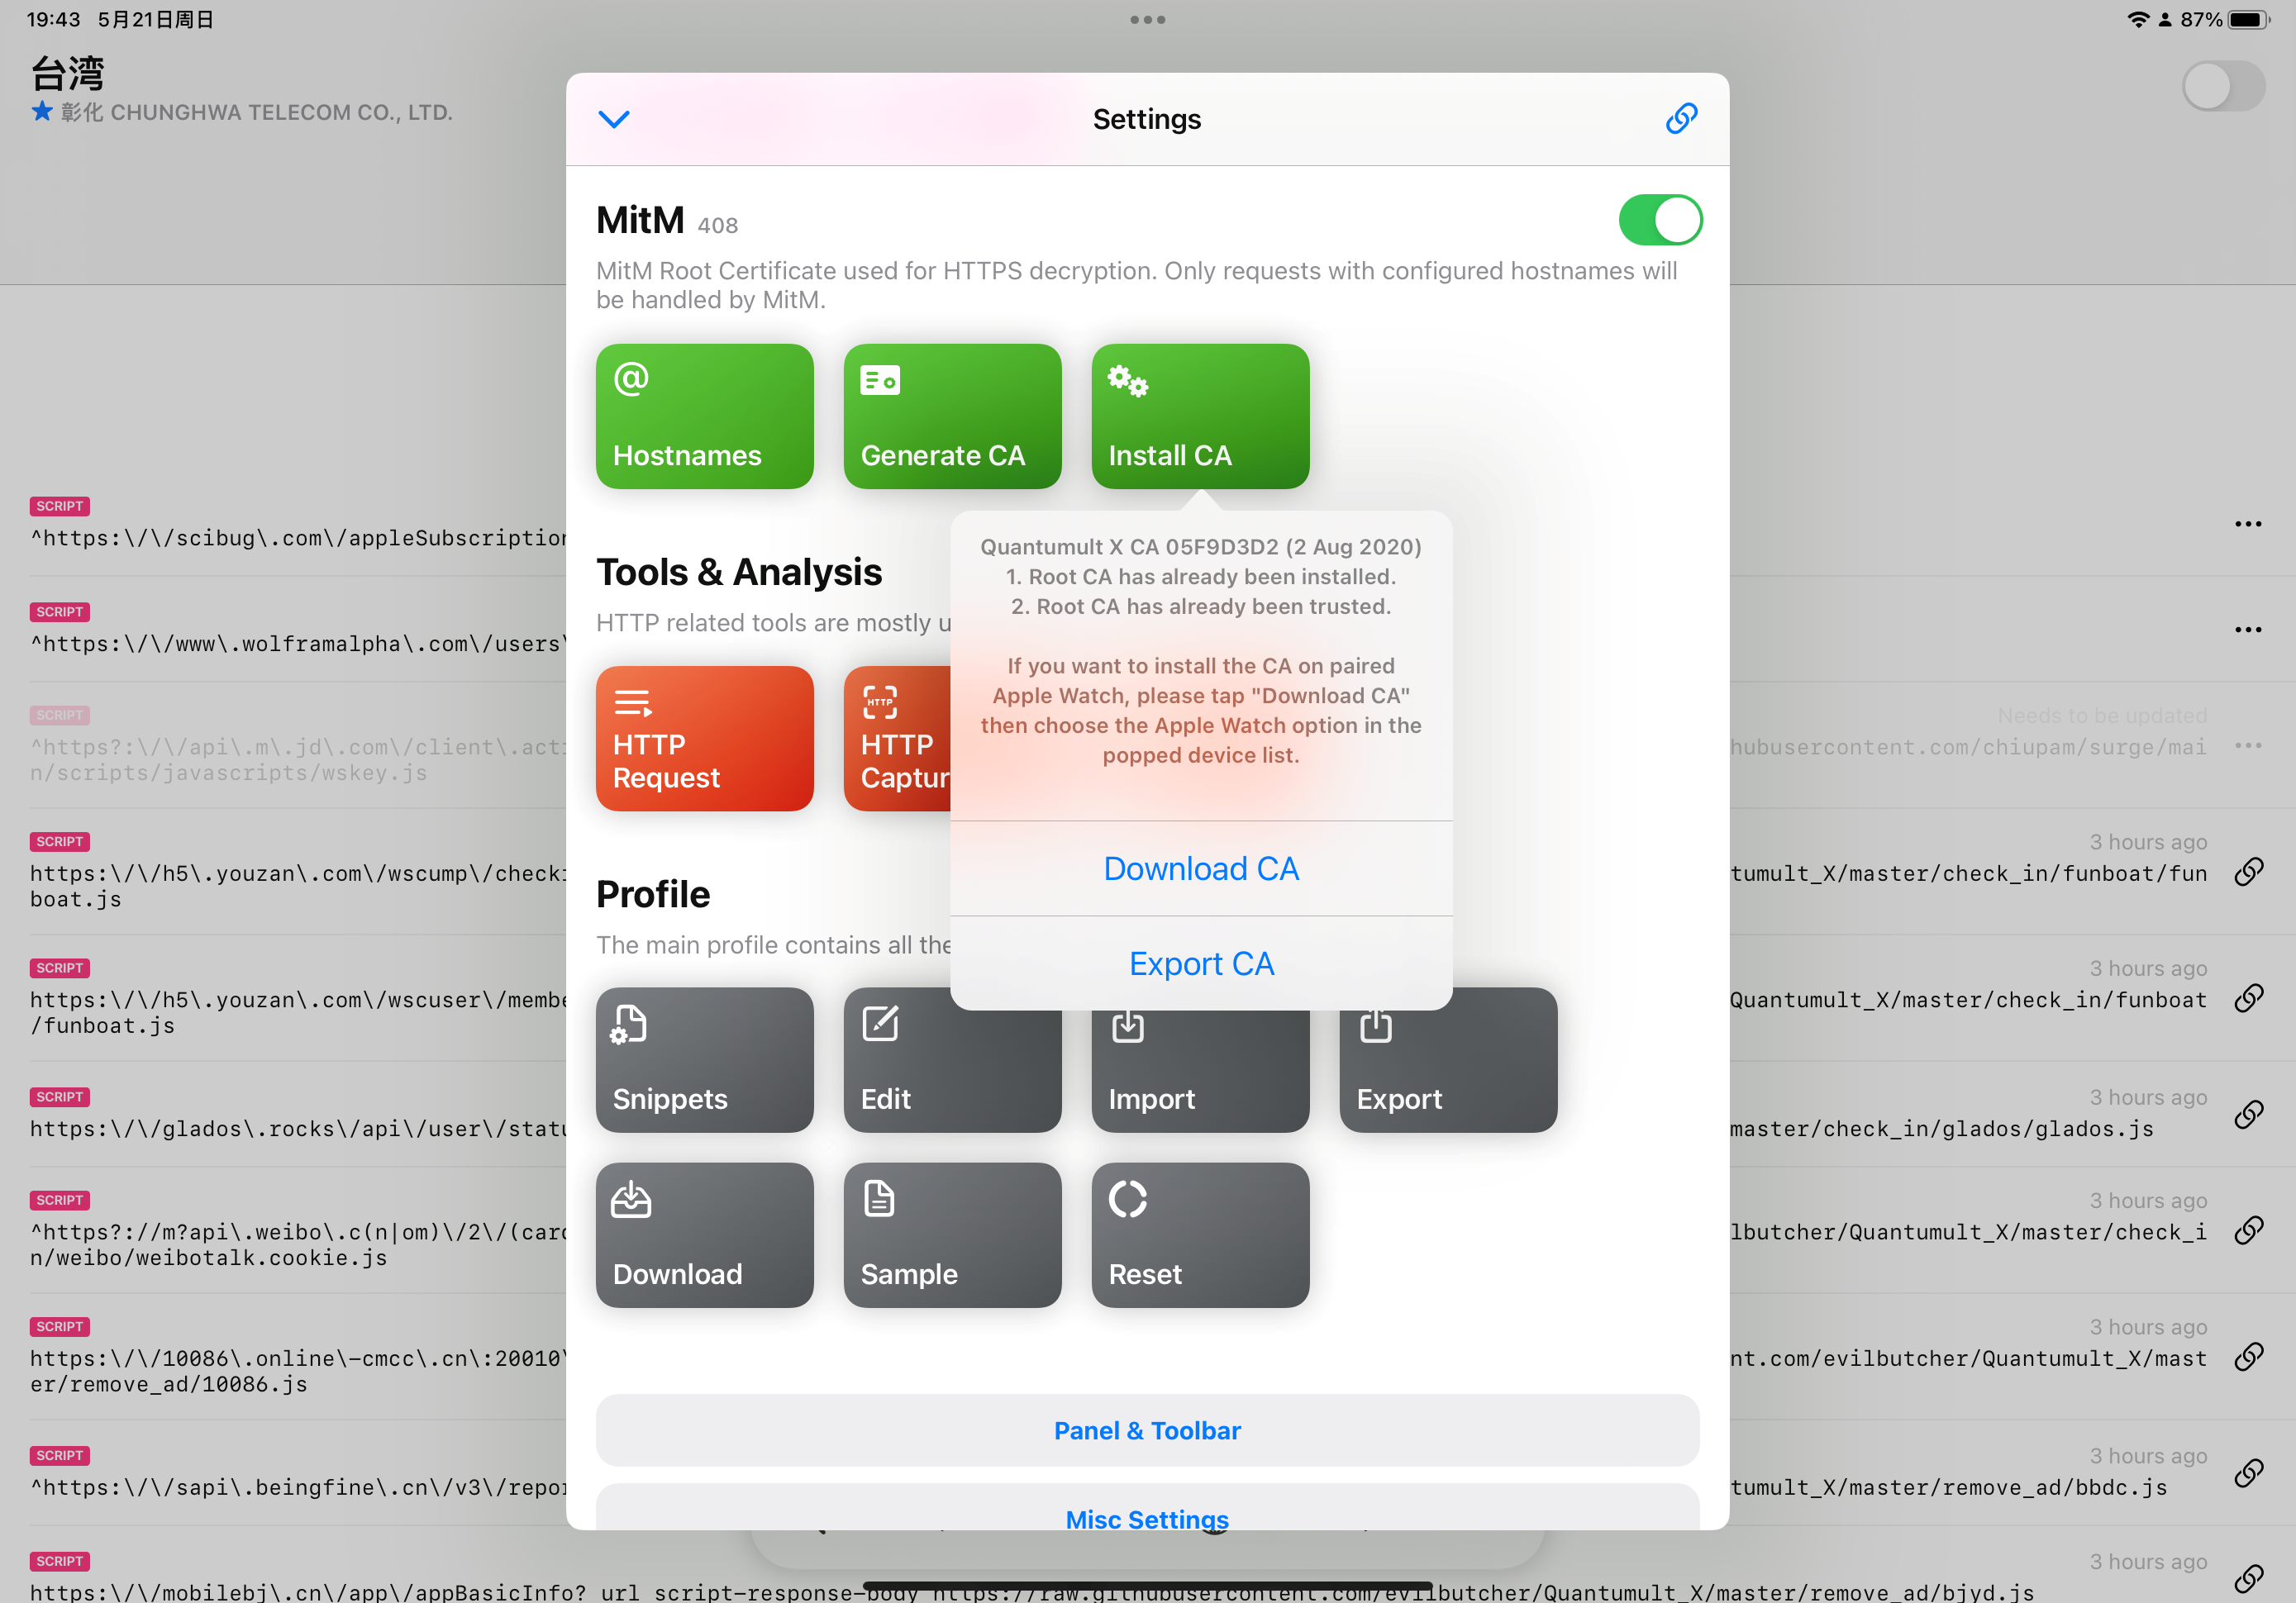 19:43 5月21日周日
87%
台湾
彰化 CHUNGHWA TELECOM CO., LTD.
Settings
MitM 408
MitM Root Certificate used for HTTPS decryption. Only requests with configured hostnames will
be handled by MitM.
Hostnames
Generate CA
Install CA
Quantumult X CA 05F9D3D2 (2 Aug 2020)
1. Root CA has already been installed.
2. Root CA has already been trusted.
If you want to install the CA on paired
Apple Watch, please tap "Download CA"
then choose the Apple Watch option in the
popped device list.
Download CA
Export CA
Tools & Analysis
HTTP related tools are mostly u
HTTP
Request
HTTP
HTTP
Captur
Profile
The main profile contains all the
Snippets
Edit
Import
Export
Download
Sample
Reset
Panel & Toolbar
Misc Settings
SCRIPT
^https:\/\/scibug\.com\/appleSubscription
SCRIPT
^https:\/\/www\.wolframalpha\.com\/users\
SCRIPT
Needs to be updated
^https?:\/\/api\.m\.jd\.com\/client\.act
hubusercontent.com/chiupam/surge/mai
n/scripts/javascripts/wskey.js
SCRIPT
3 hours ago
https:\/\/h5\.youzan\.com\/wscump\/check
tumult_X/master/check_in/funboat/fun
boat.js
SCRIPT
3 hours ago
https:\/\/h5\.youzan\.com\/wscuser\/membe
Quantumult_X/master/check_in/funboat
/funboat.js
SCRIPT
3 hours ago
https:\/\/glados\.rocks\/api\/user\/statu
master/check_in/glados/glados.js
SCRIPT
3 hours ago
^https?://m?api\.weibo\.c(n|om)\/2\/(card
lbutcher/Quantumult_X/master/check_i
n/weibo/weibotalk.cookie.js
SCRIPT
3 hours ago
https:\/\/10086\.online\-cmcc\.cn\:20010\
nt.com/evilbutcher/Quantumult_X/mast
er/remove_ad/10086.js
SCRIPT
3 hours ago
^https:\/\/sapi\.beingfine\.cn\/v3\/repor
tumult_X/master/remove_ad/bbdc.js
SCRIPT
3 hours ago
https:\/\/mobilebj\.cn\/app\/appBasicInfo? url script-response-body https://raw.githubusercontent.com/evilbutcher/Quantumult_X/master/remove_ad/bjyd.js